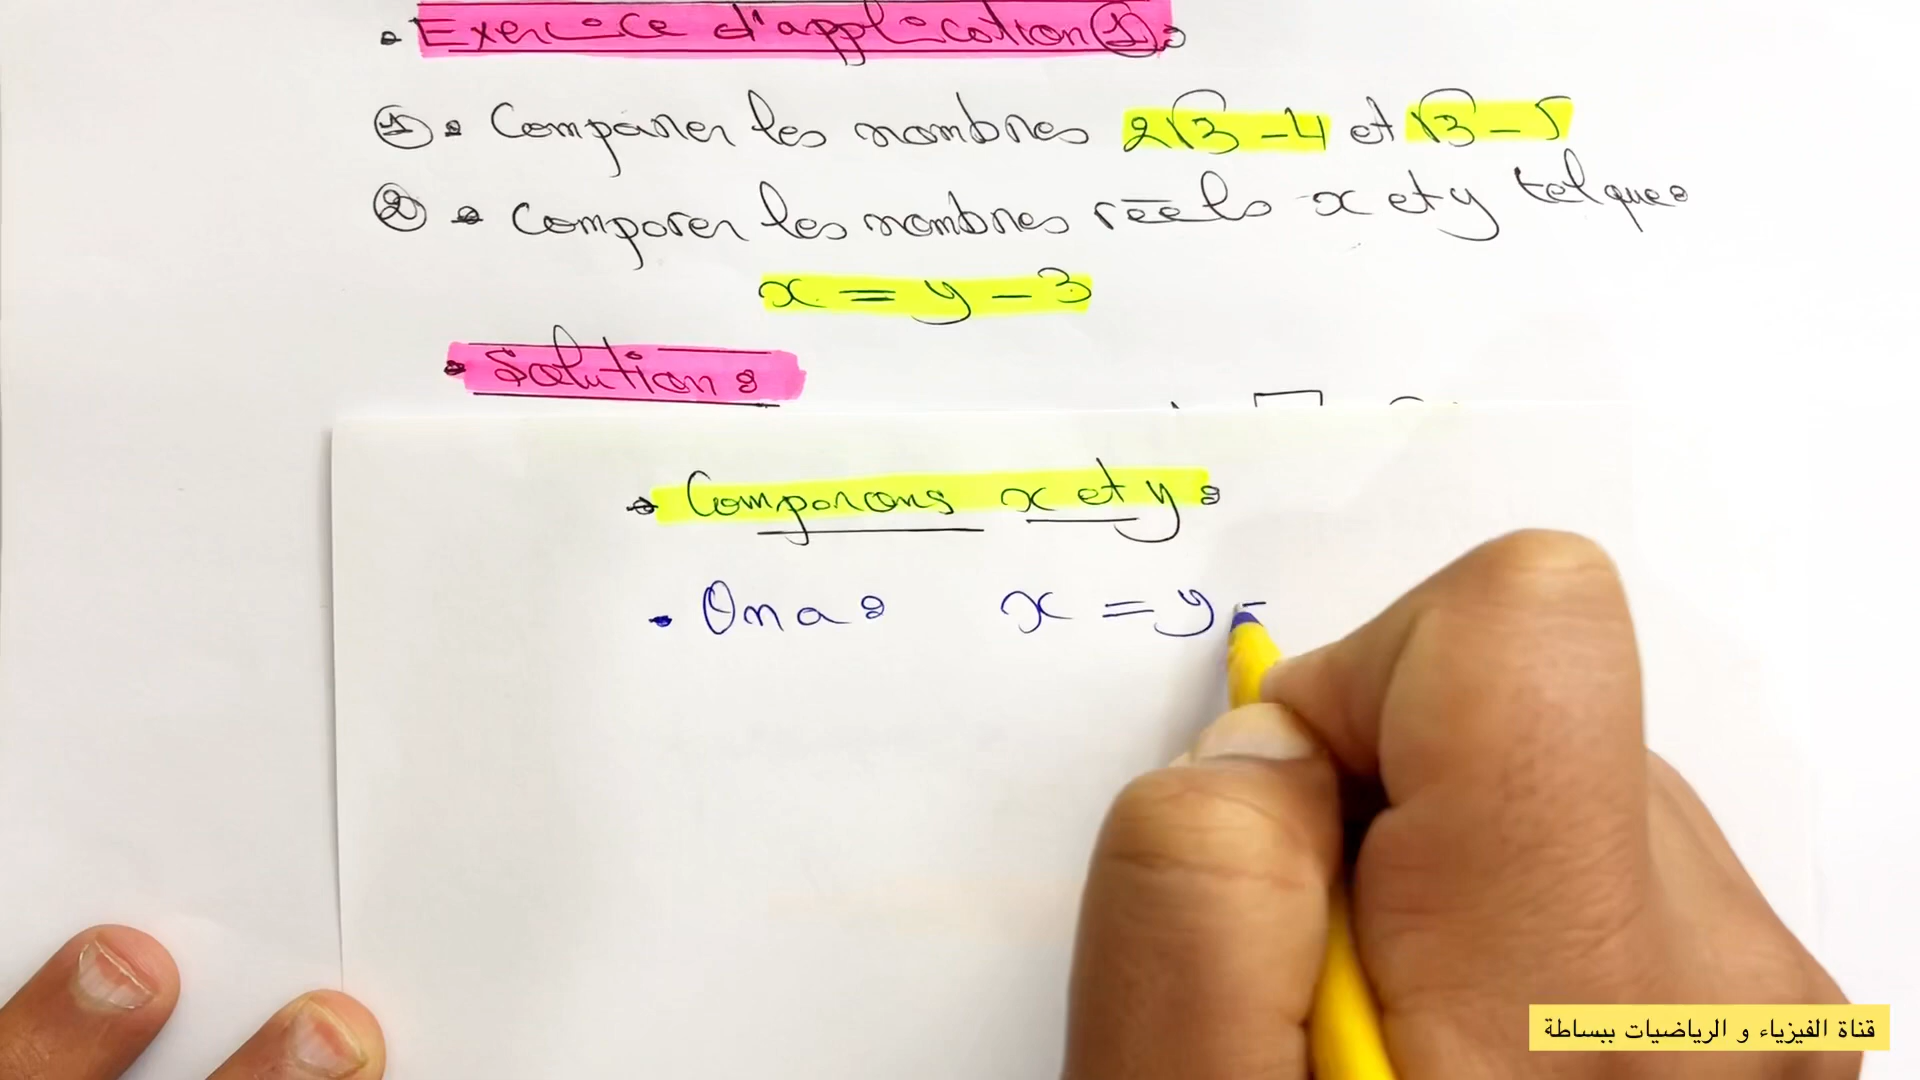 Exercice d'application ①:
①: Comparer les nombres 2√3 - 4 et √3 - 5
②: Comparer les nombres réels x et y tel que:
x = y - 3
Solution:
Comparons x et y:
On a: x = y -
قناة الفيزياء و الرياضيات ببساطة